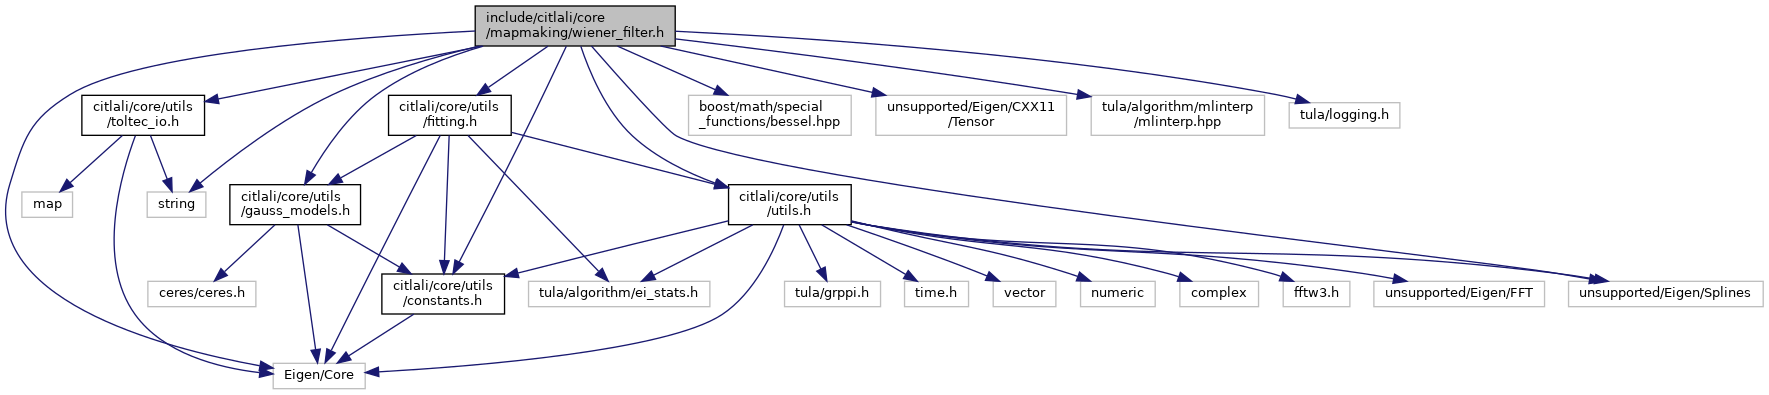 include/citlali/core
/mapmaking/wiener_filter.h
citlali/core/utils
/toltec_io.h
citlali/core/utils
/fitting.h
boost/math/special
_functions/bessel.hpp
unsupported/Eigen/CXX11
/Tensor
tula/algorithm/mlinterp
/mlinterp.hpp
tula/logging.h
map
string
citlali/core/utils
/gauss_models.h
citlali/core/utils
/utils.h
ceres/ceres.h
citlali/core/utils
/constants.h
tula/algorithm/ei_stats.h
tula/grppi.h
time.h
vector
numeric
complex
fftw3.h
unsupported/Eigen/FFT
unsupported/Eigen/Splines
Eigen/Core